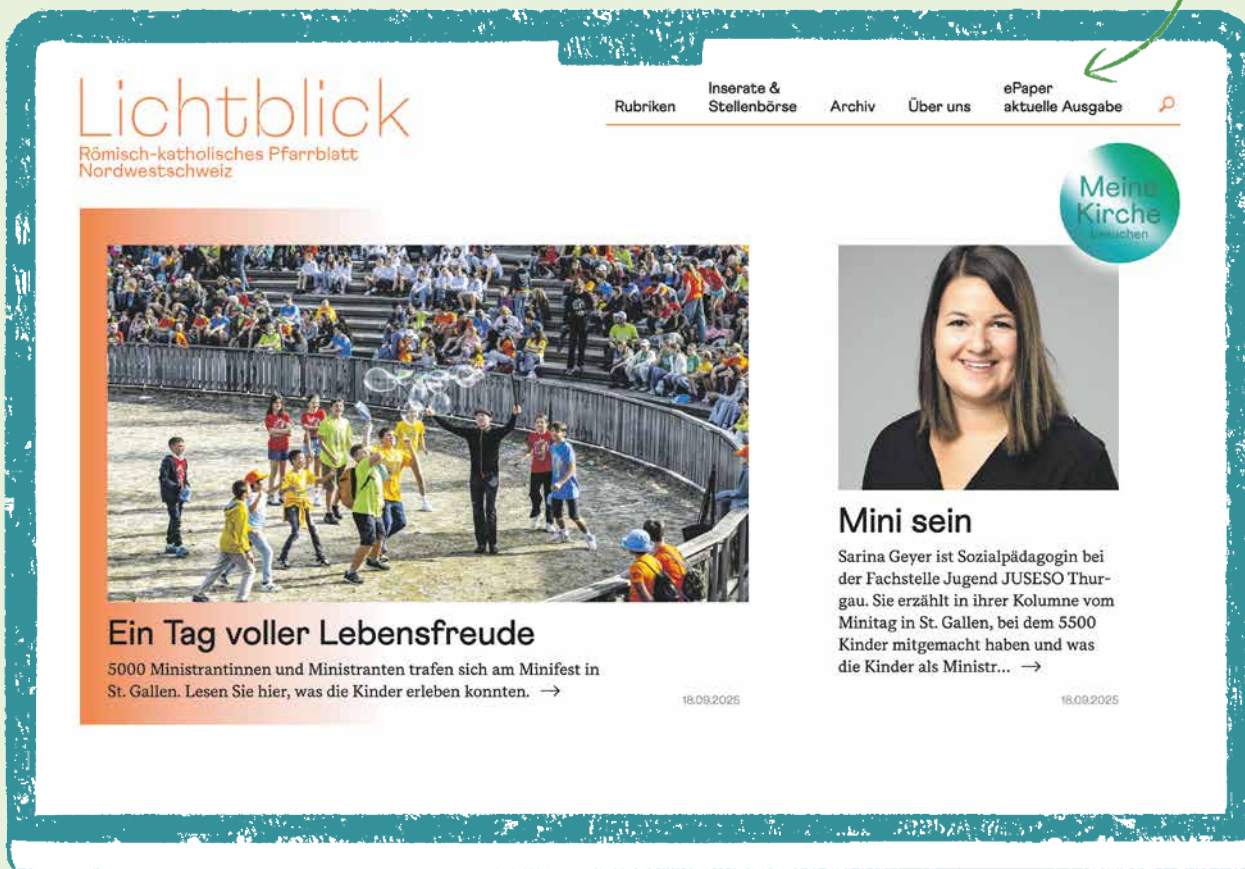 Lichtblick
Römisch-katholisches Pfarrblatt
Nordwestschweiz
Rubriken
Inserate &
Stellenbörse
Archiv
Über uns
ePaper
aktuelle Ausgabe
Meine
Kirche
besuchen
Ein Tag voller Lebensfreude
5000 Ministrantinnen und Ministranten trafen sich am Minifest in
St. Gallen. Lesen Sie hier, was die Kinder erleben konnten. →
18.09.2025
Mini sein
Sarina Geyer ist Sozialpädagogin bei
der Fachstelle Jugend JUSESO Thur-
gau. Sie erzählt in ihrer Kolumne vom
Minitag in St. Gallen, bei dem 5500
Kinder mitgemacht haben und was
die Kinder als Ministr... →
18.09.2025